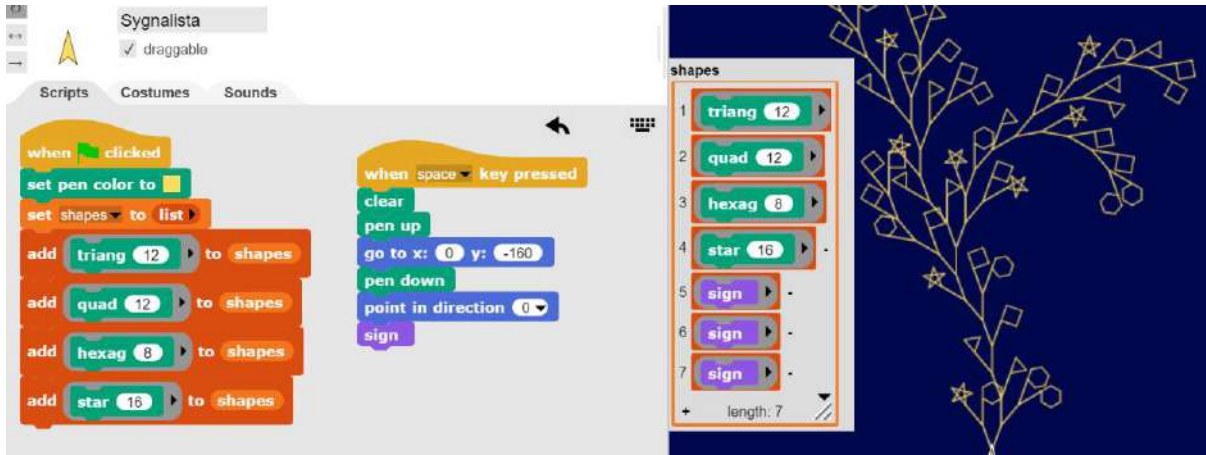 Sygnalista
draggable
Scripts Costumes Sounds
when clicked
set pen color to
set shapes to list
add triang 12 to shapes
add quad 12 to shapes
add hexag 8 to shapes
add star 16 to shapes
when space key pressed
clear
pen up
go to x: 0 y: -160
pen down
point in direction 0
sign
shapes
1 triang 12
2 quad 12
3 hexag 8
4 star 16 -
5 sign -
6 sign -
7 sign -
+ length: 7